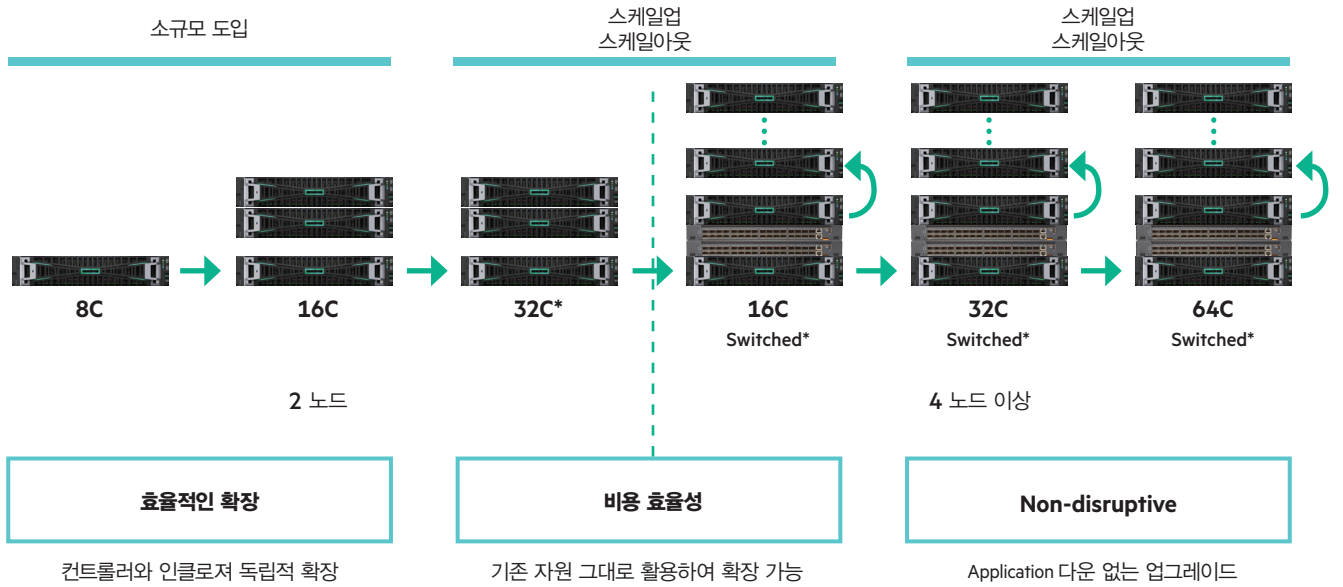 소규모 도입
스케일업
스케일아웃
스케일업
스케일아웃
8C
16C
32C*
16C
Switched*
32C
Switched*
64C
Switched*
2 노드
4 노드 이상
효율적인 확장
비용 효율성
Non-disruptive
컨트롤러와 인클로져 독립적 확장
기존 자원 그대로 활용하여 확장 가능
Application 다운 없는 업그레이드